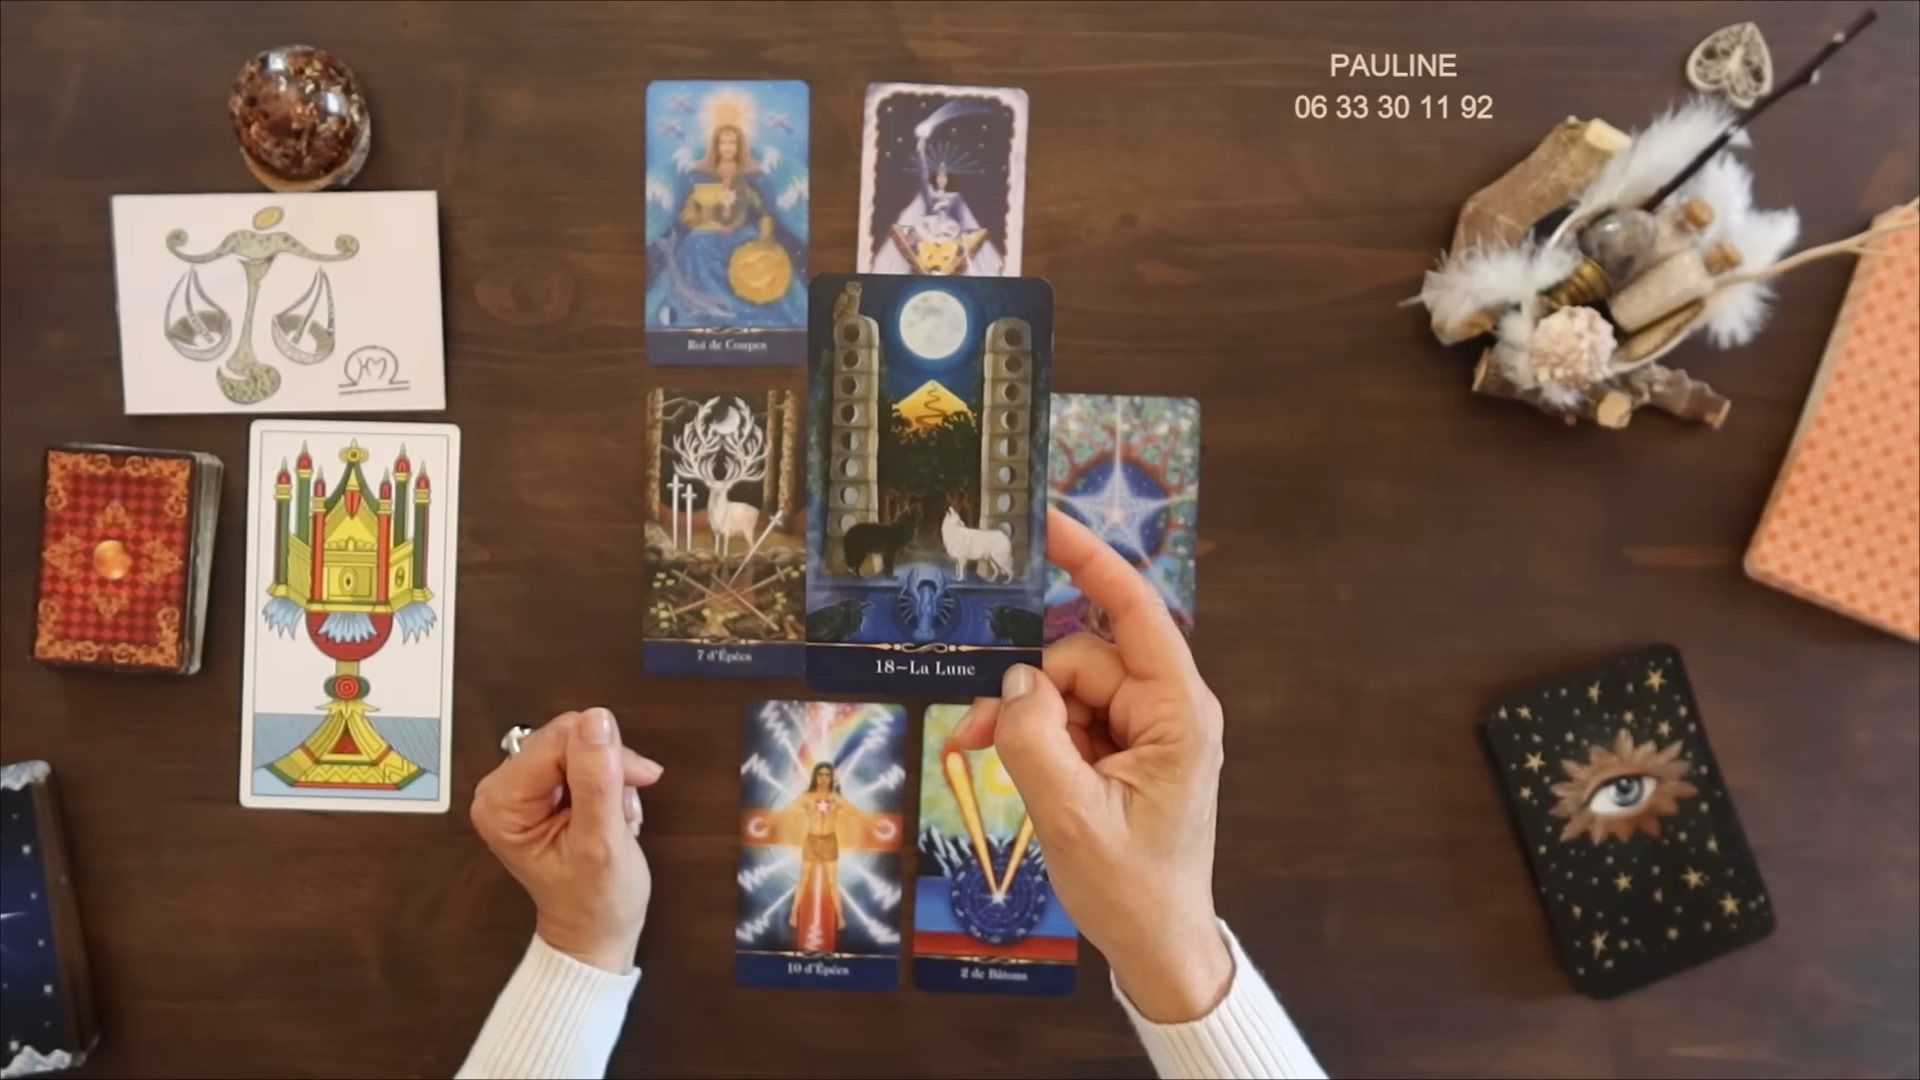 PAULINE
06 33 30 11 92
Roi de Coupes
7 d'Épées
18~La Lune
10 d'Épées
2 de Bâtons